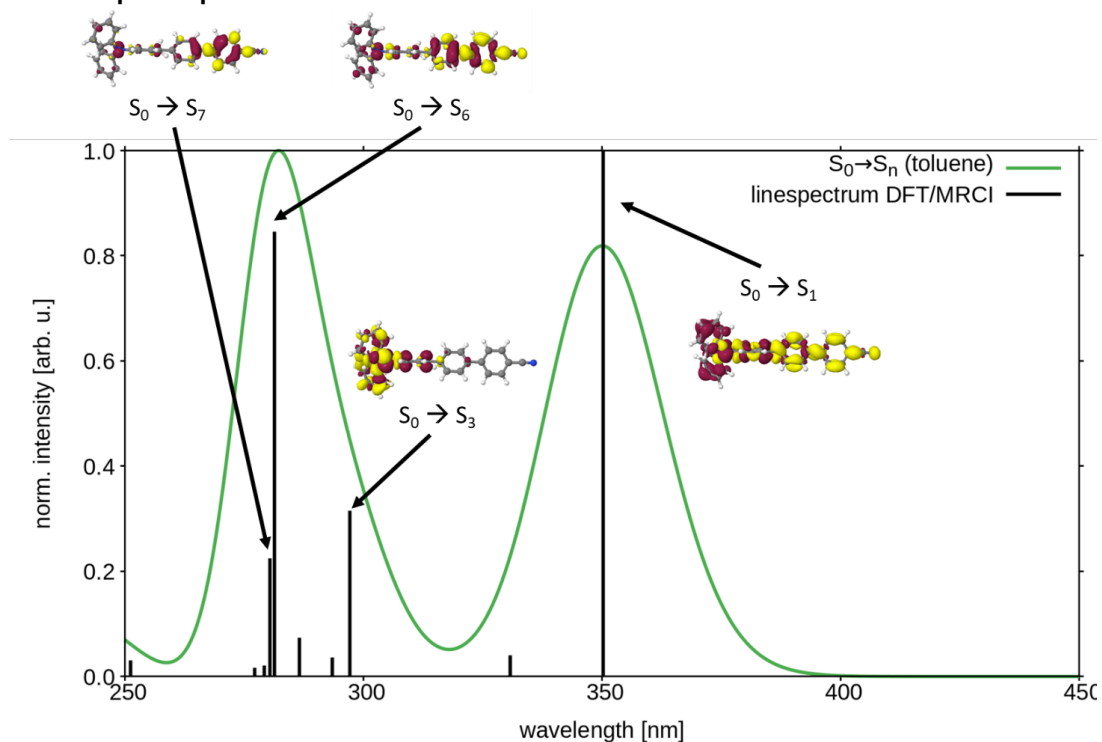 S₀ → S₇
S₀ → S₆
S₀→Sₙ (toluene)
linespectrum DFT/MRCI
S₀ → S₁
S₀ → S₃
norm. intensity [arb. u.]
1.0
0.8
0.6
0.4
0.2
0.0
250
300
350
400
450
wavelength [nm]